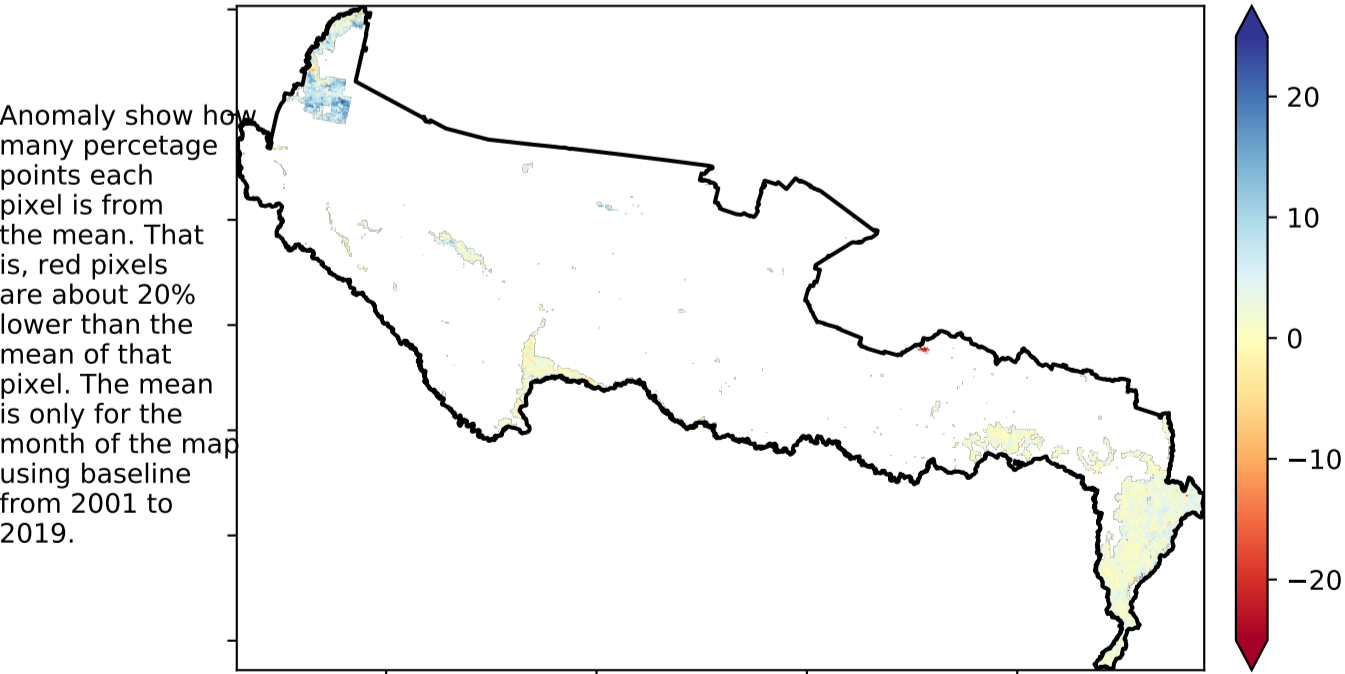 Anomaly show how
many percetage
points each
pixel is from
the mean. That
is, red pixels
are about 20%
lower than the
mean of that
pixel. The mean
is only for the
month of the map
using baseline
from 2001 to
2019.
20
10
0
−10
−20